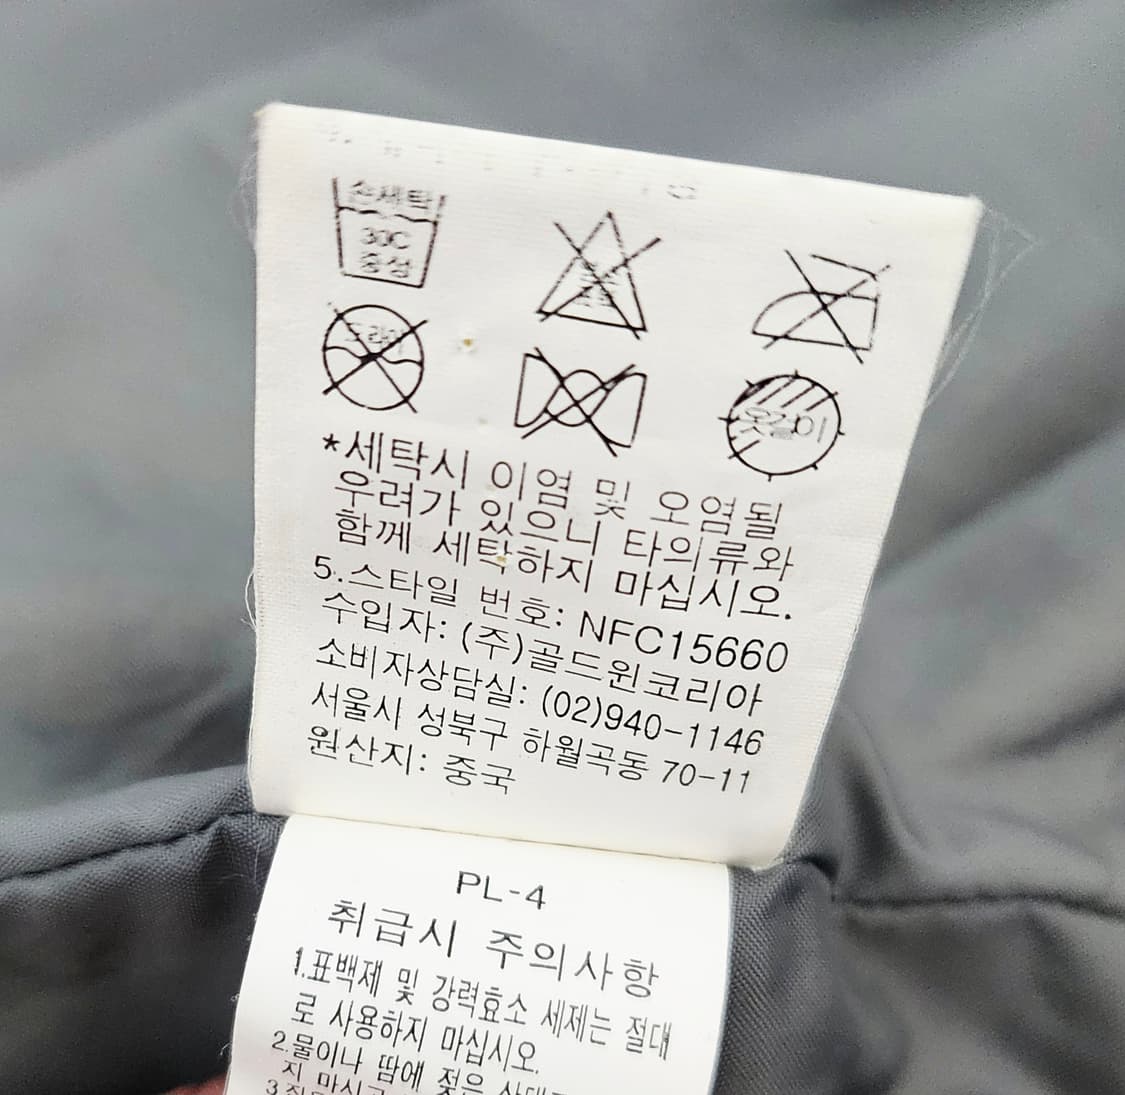 손세탁
30C
중성
드라이
옷걸이
*세탁시 이염 및 오염될
우려가 있으니 타의류와
함께 세탁하지 마십시오.
5.스타일 번호: NFC15660
수입자: (주)골드윈코리아
소비자상담실: (02)940-1146
서울시 성북구 하월곡동 70-11
원산지: 중국
PL-4
취급시 주의사항
1.표백제 및 강력효소 세제는 절대
로 사용하지 마십시오.
2.물이나 땀에 젖은
지
3.